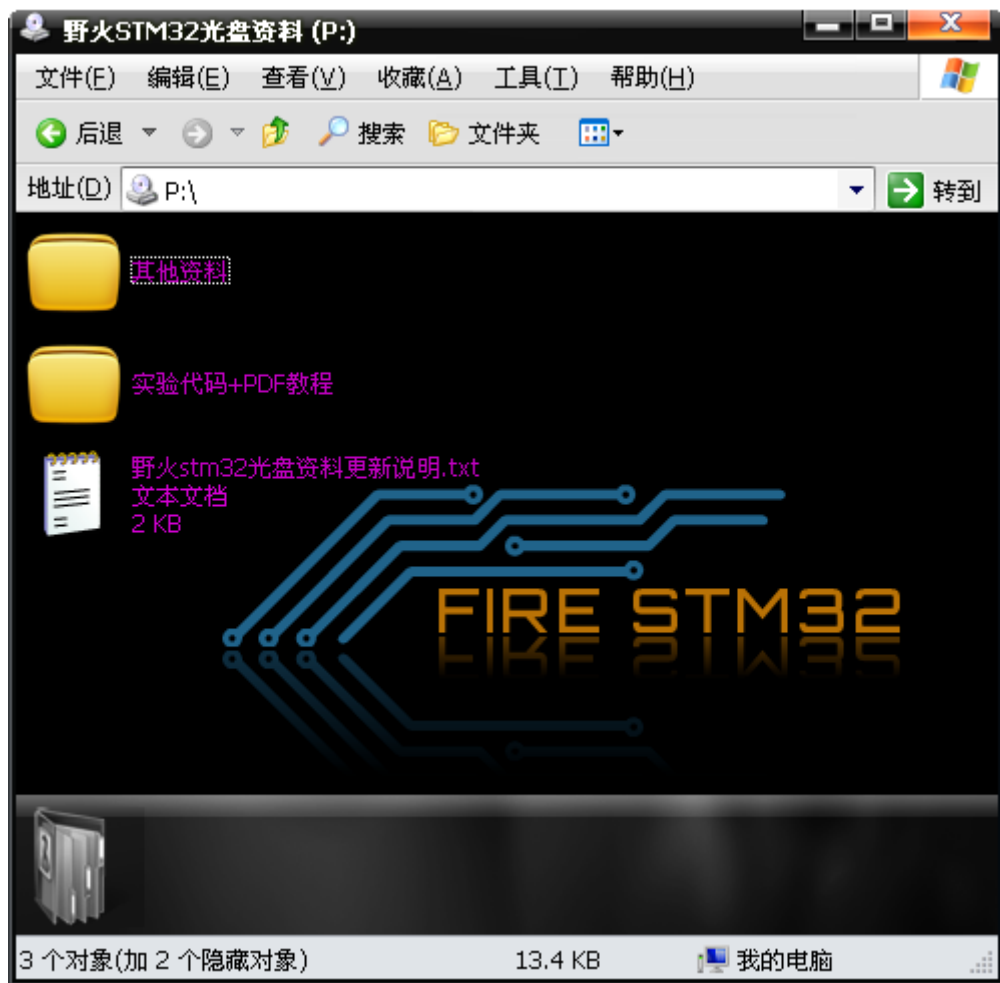 野火STM32光盘资料 (P:)
文件(F) 编辑(E) 查看(V) 收藏(A) 工具(T) 帮助(H)
后退 搜索 文件夹
地址(D) P:\ 转到
其他资料
实验代码+PDF教程
野火stm32光盘资料更新说明.txt
文本文档
2 KB
FIRE STM32
3 个对象(加 2 个隐藏对象) 13.4 KB 我的电脑